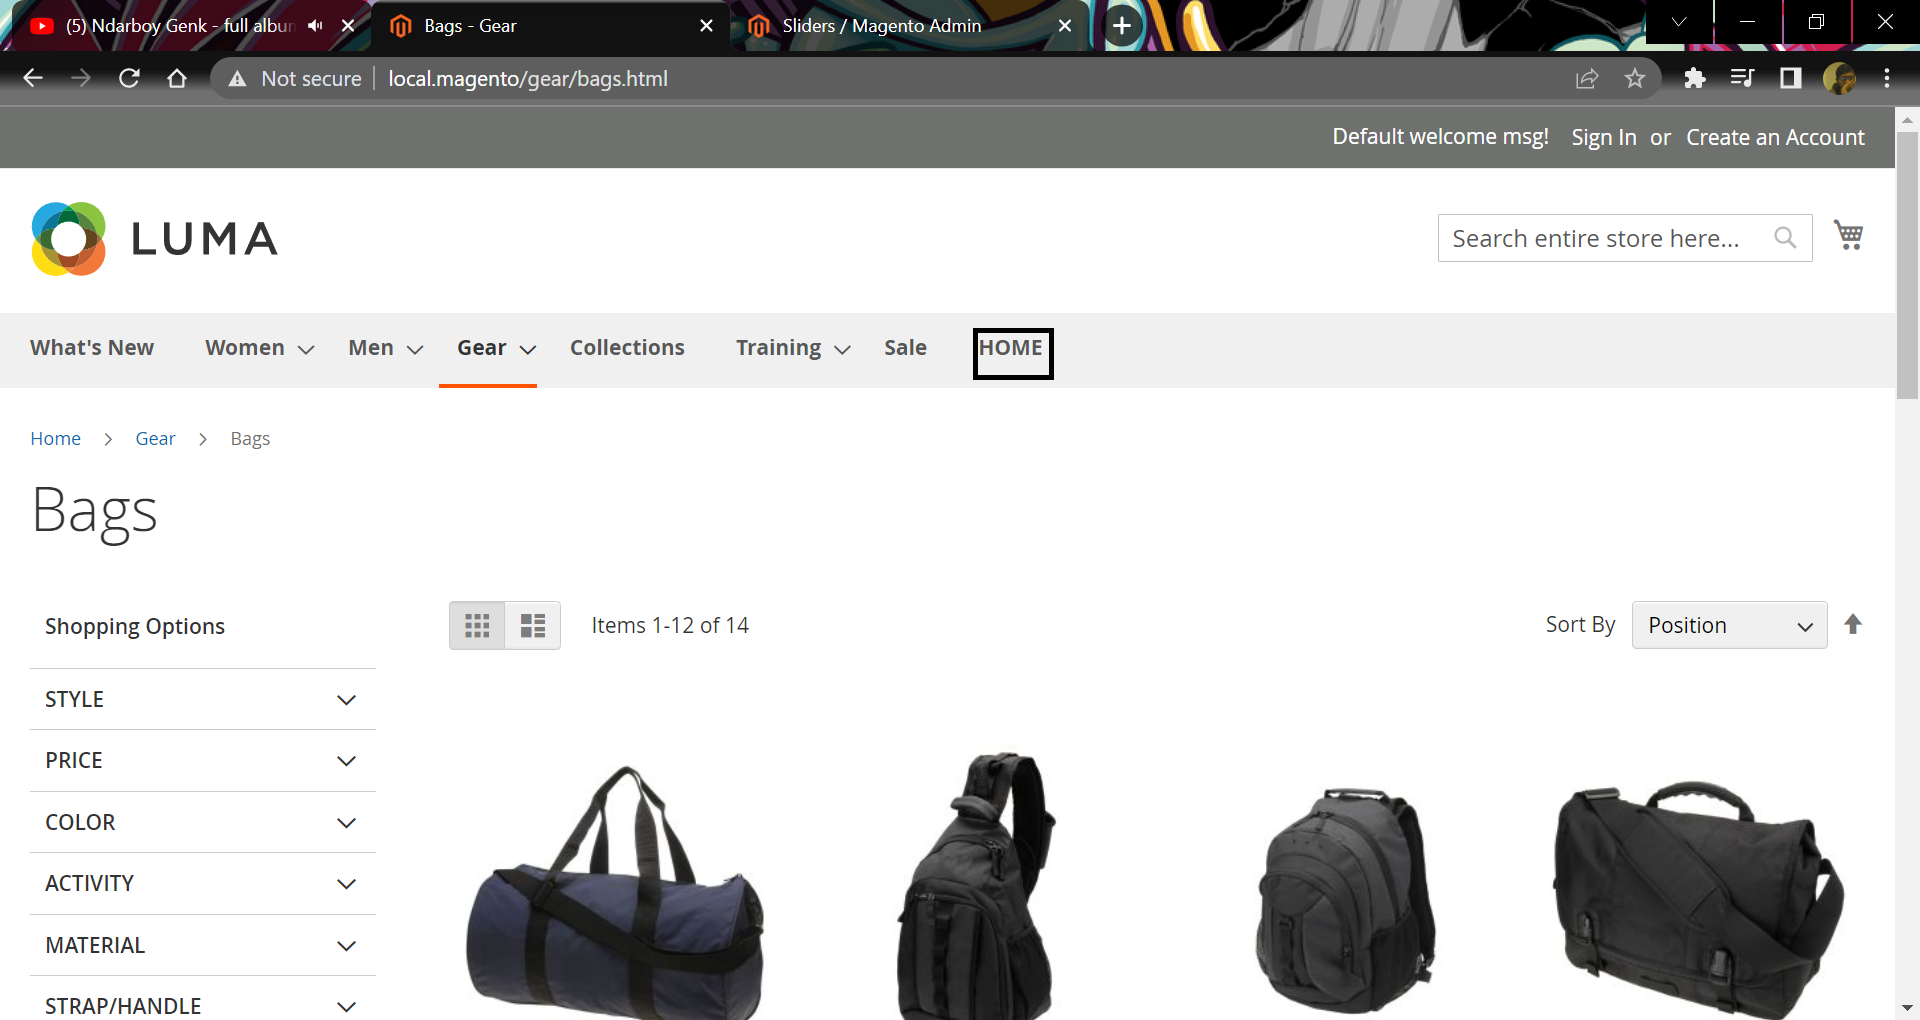 (5) Ndarboy Genk - full albun
Bags - Gear
Sliders / Magento Admin
Not secure
local.magento/gear/bags.html
Default welcome msg! Sign In or Create an Account
LUMA
Search entire store here...
What's New Women Men Gear Collections Training Sale HOME
Home > Gear > Bags
Bags
Shopping Options
Items 1-12 of 14
Sort By Position
STYLE
PRICE
COLOR
ACTIVITY
MATERIAL
STRAP/HANDLE